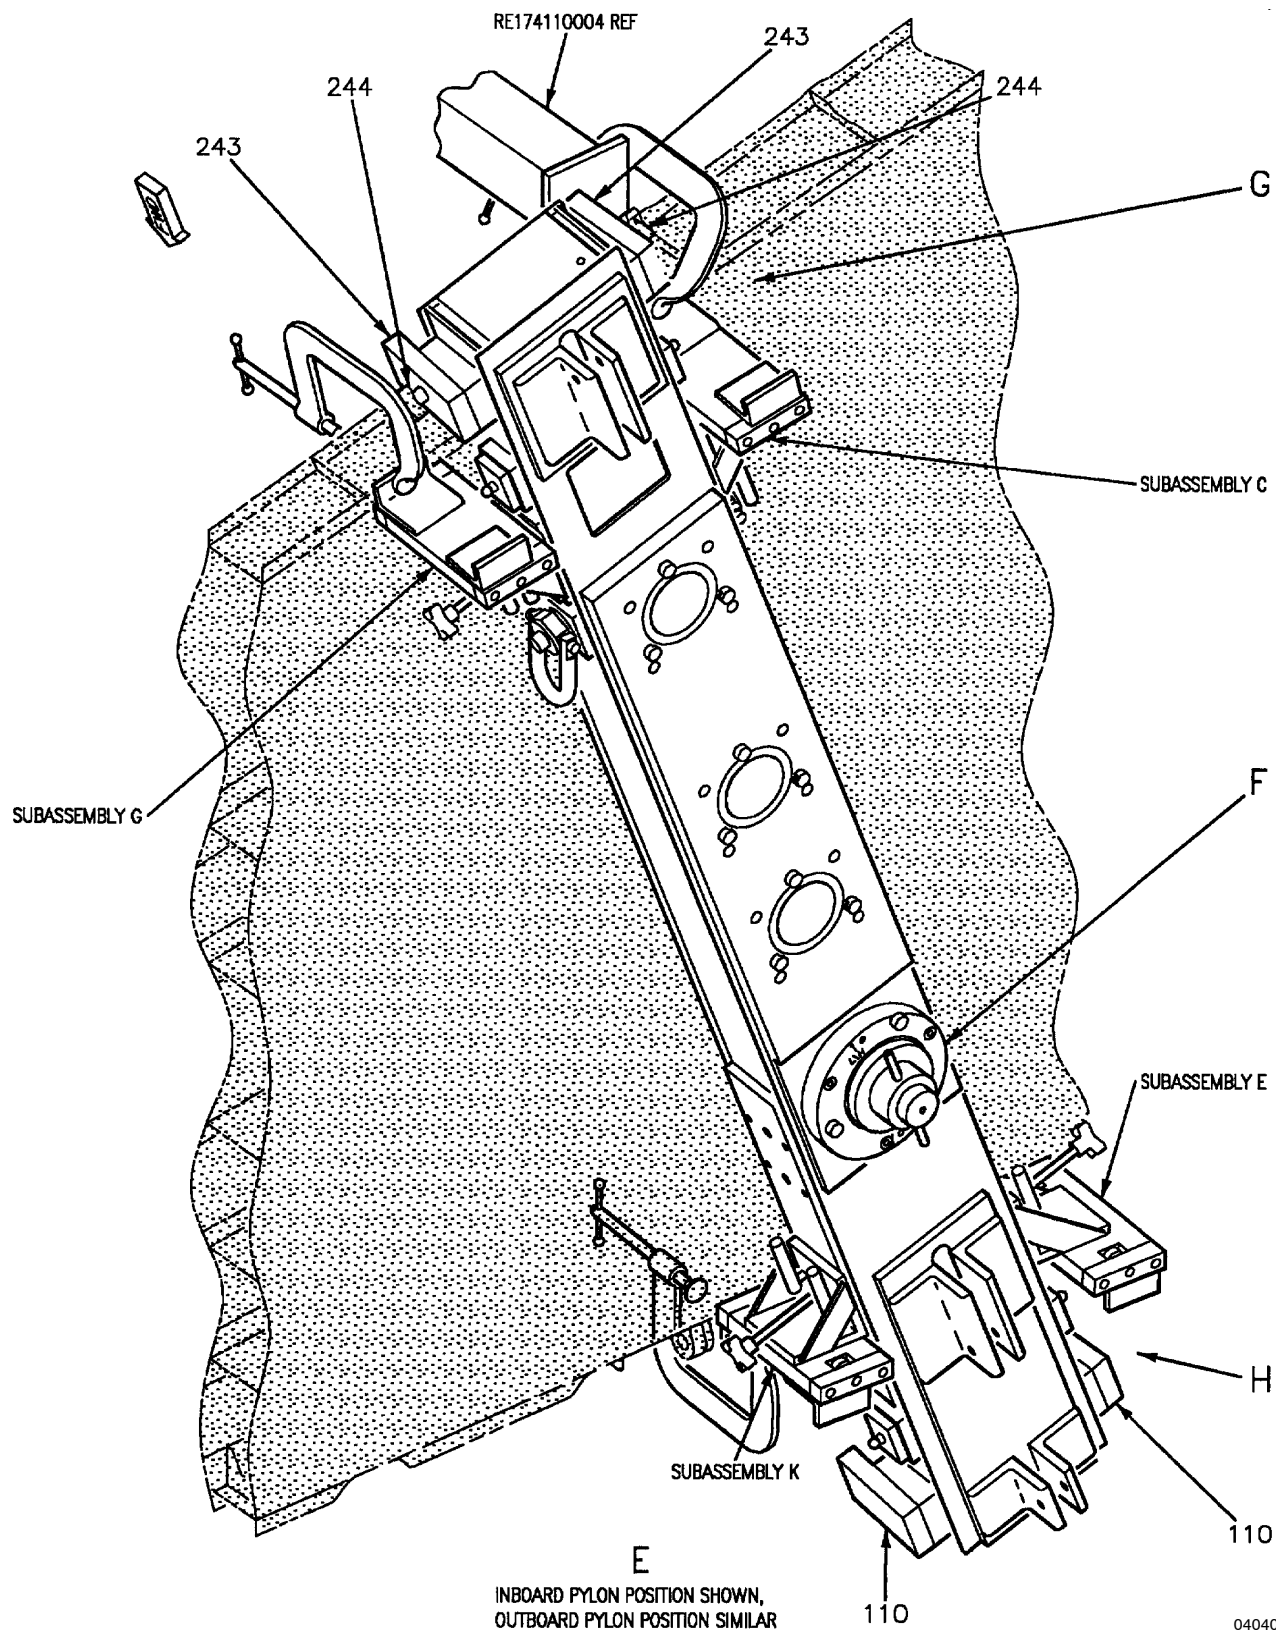 RE174110004 REF
243
244
244
243
G
SUBASSEMBLY C
F
SUBASSEMBLY G
SUBASSEMBLY E
H
SUBASSEMBLY K
110
E
INBOARD PYLON POSITION SHOWN,
OUTBOARD PYLON POSITION SIMILAR
110
04040